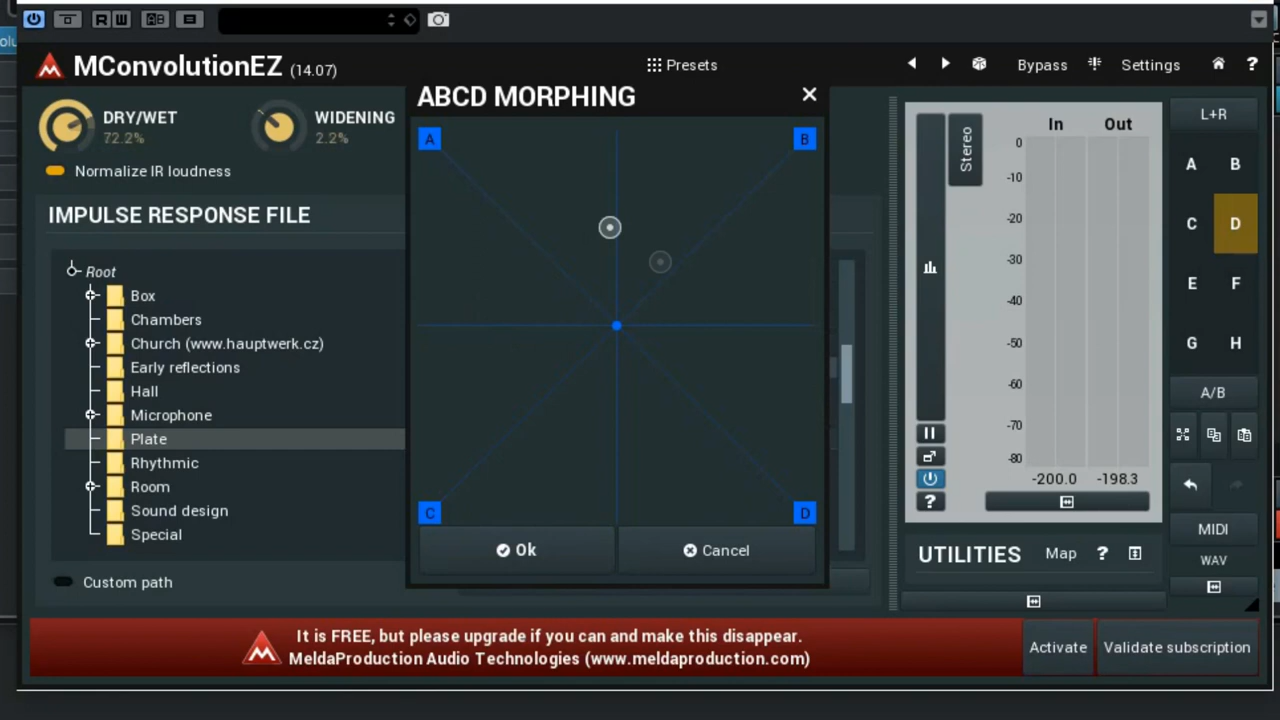 R W AB
olu
MConvolutionEZ (14.07)
Presets
Bypass
Settings
?
DRY/WET
72.2%
WIDENING
2.2%
Normalize IR loudness
IMPULSE RESPONSE FILE
Root
Box
Chambers
Church (www.hauptwerk.cz)
Early reflections
Hall
Microphone
Plate
Rhythmic
Room
Sound design
Special
Custom path
ABCD MORPHING
A B
C D
Ok
Cancel
Stereo
In Out
0
-10
-20
-30
-40
-50
-60
-70
-80
-200.0 -198.3
?
UTILITIES Map ?
L+R
A B
C D
E F
G H
A/B
MIDI
WAV
It is FREE, but please upgrade if you can and make this disappear.
MeldaProduction Audio Technologies (www.meldaproduction.com)
Activate
Validate subscription